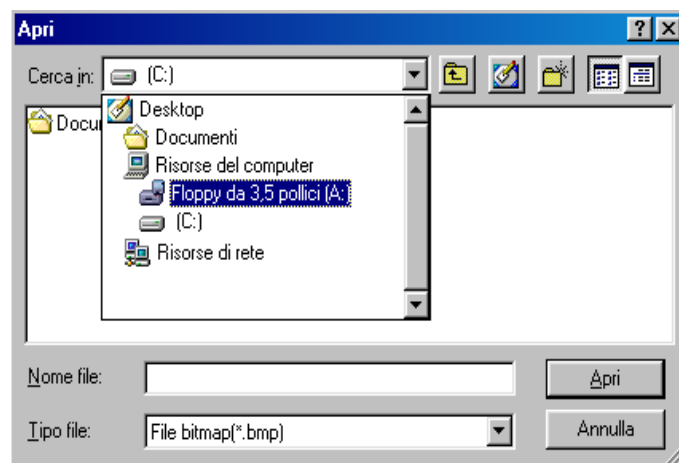 Apri
Cerca in: (C:)
Desktop
Documenti
Risorse del computer
Floppy da 3,5 pollici (A:)
(C:)
Risorse di rete
Nome file:
Apri
Tipo file: File bitmap(*.bmp) Annulla